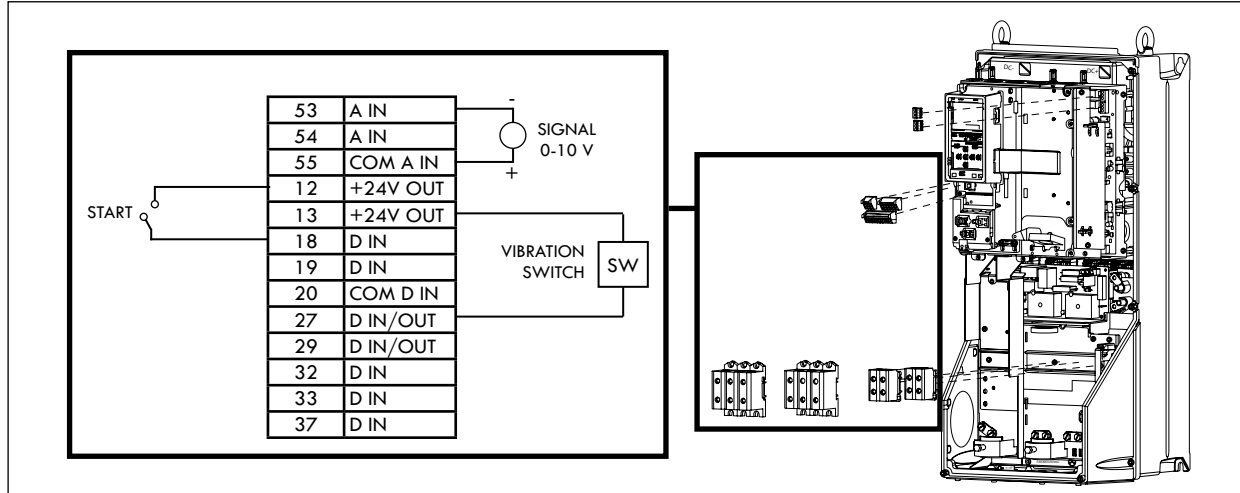 53 A IN
54 A IN
55 COM A IN
12 +24V OUT
13 +24V OUT
18 D IN
19 D IN
20 COM D IN
27 D IN/OUT
29 D IN/OUT
32 D IN
33 D IN
37 D IN
START
-
SIGNAL
0-10 V
+
VIBRATION
SWITCH
SW
DC-
DC+